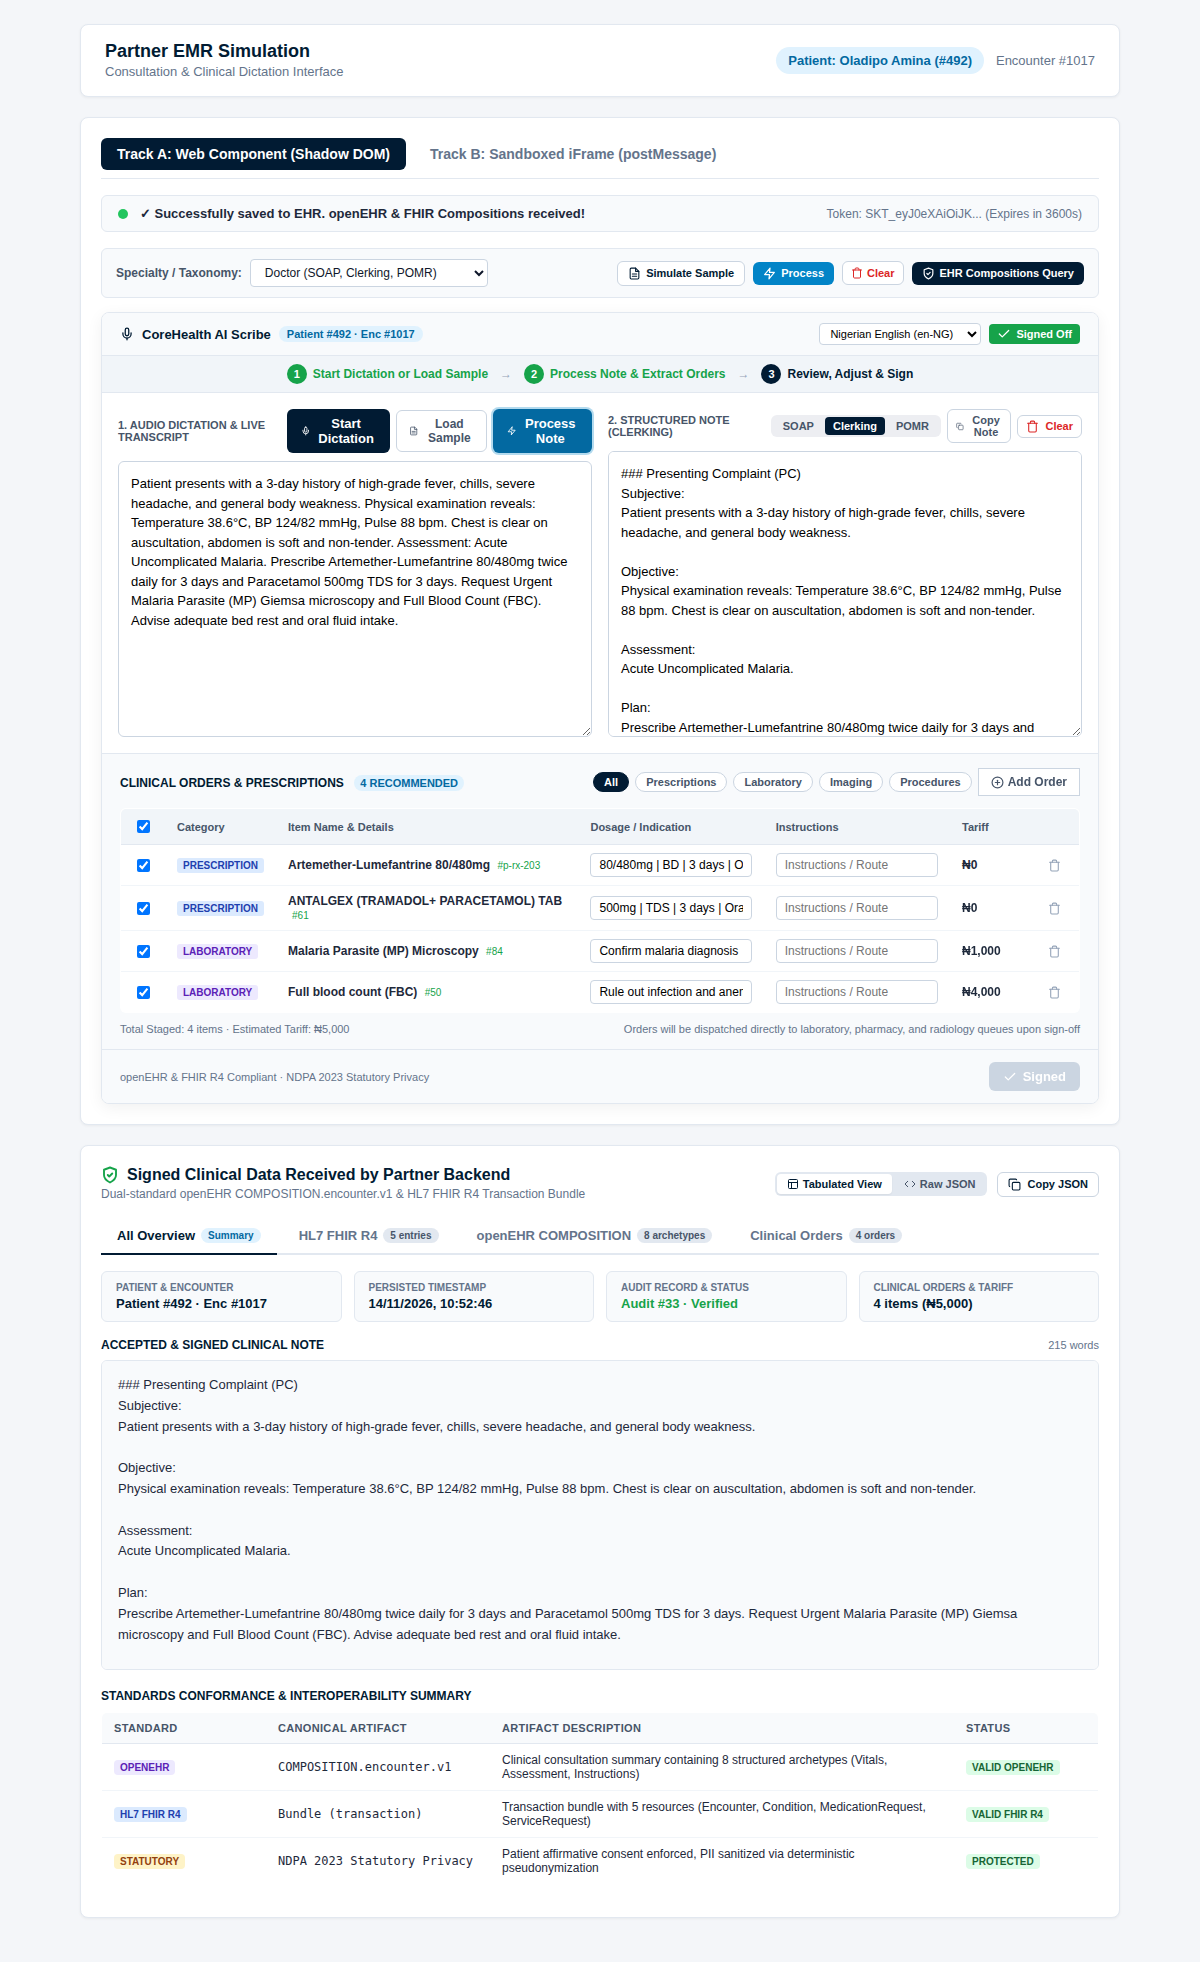 Partner EMR Simulation
Consultation & Clinical Dictation Interface
Patient: Oladipo Amina (#492)
Encounter #1017
Track A: Web Component (Shadow DOM)
Track B: Sandboxed iFrame (postMessage)
✓ Successfully saved to EHR. openEHR & FHIR Compositions received!
Token: SKT_eyJ0eXAiOiJK... (Expires in 3600s)
Specialty / Taxonomy:
Doctor (SOAP, Clerking, POMR)
Simulate Sample
Process
Clear
EHR Compositions Query
CoreHealth AI Scribe
Patient #492 · Enc #1017
Nigerian English (en-NG)
Signed Off
1 Start Dictation or Load Sample → 2 Process Note & Extract Orders → 3 Review, Adjust & Sign
1. AUDIO DICTATION & LIVE
TRANSCRIPT
Start
Dictation
Load
Sample
Process
Note
Patient presents with a 3-day history of high-grade fever, chills, severe
headache, and general body weakness. Physical examination reveals:
Temperature 38.6°C, BP 124/82 mmHg, Pulse 88 bpm. Chest is clear on
auscultation, abdomen is soft and non-tender. Assessment: Acute
Uncomplicated Malaria. Prescribe Artemether-Lumefantrine 80/480mg twice
daily for 3 days and Paracetamol 500mg TDS for 3 days. Request Urgent
Malaria Parasite (MP) Giemsa microscopy and Full Blood Count (FBC).
Advise adequate bed rest and oral fluid intake.
2. STRUCTURED NOTE
(CLERKING)
SOAP
Clerking
POMR
Copy
Note
Clear
### Presenting Complaint (PC)
Subjective:
Patient presents with a 3-day history of high-grade fever, chills, severe
headache, and general body weakness.
Objective:
Physical examination reveals: Temperature 38.6°C, BP 124/82 mmHg, Pulse
88 bpm. Chest is clear on auscultation, abdomen is soft and non-tender.
Assessment:
Acute Uncomplicated Malaria.
Plan:
Prescribe Artemether-Lumefantrine 80/480mg twice daily for 3 days and
CLINICAL ORDERS & PRESCRIPTIONS
4 RECOMMENDED
All
Prescriptions
Laboratory
Imaging
Procedures
Add Order
Category
Item Name & Details
Dosage / Indication
Instructions
Tariff
PRESCRIPTION
Artemether-Lumefantrine 80/480mg #p-rx-203
80/480mg | BD | 3 days | O
Instructions / Route
₦0
PRESCRIPTION
ANTALGEX (TRAMADOL+ PARACETAMOL) TAB
#61
500mg | TDS | 3 days | Ora
Instructions / Route
₦0
LABORATORY
Malaria Parasite (MP) Microscopy #84
Confirm malaria diagnosis
Instructions / Route
₦1,000
LABORATORY
Full blood count (FBC) #50
Rule out infection and aner
Instructions / Route
₦4,000
Total Staged: 4 items · Estimated Tariff: ₦5,000
Orders will be dispatched directly to laboratory, pharmacy, and radiology queues upon sign-off
openEHR & FHIR R4 Compliant · NDPA 2023 Statutory Privacy
Signed
Signed Clinical Data Received by Partner Backend
Dual-standard openEHR COMPOSITION.encounter.v1 & HL7 FHIR R4 Transaction Bundle
Tabulated View
Raw JSON
Copy JSON
All Overview Summary
HL7 FHIR R4 5 entries
openEHR COMPOSITION 8 archetypes
Clinical Orders 4 orders
PATIENT & ENCOUNTER
Patient #492 · Enc #1017
PERSISTED TIMESTAMP
14/11/2026, 10:52:46
AUDIT RECORD & STATUS
Audit #33 · Verified
CLINICAL ORDERS & TARIFF
4 items (₦5,000)
ACCEPTED & SIGNED CLINICAL NOTE
215 words
### Presenting Complaint (PC)
Subjective:
Patient presents with a 3-day history of high-grade fever, chills, severe headache, and general body weakness.
Objective:
Physical examination reveals: Temperature 38.6°C, BP 124/82 mmHg, Pulse 88 bpm. Chest is clear on auscultation, abdomen is soft and non-tender.
Assessment:
Acute Uncomplicated Malaria.
Plan:
Prescribe Artemether-Lumefantrine 80/480mg twice daily for 3 days and Paracetamol 500mg TDS for 3 days. Request Urgent Malaria Parasite (MP) Giemsa
microscopy and Full Blood Count (FBC). Advise adequate bed rest and oral fluid intake.
STANDARDS CONFORMANCE & INTEROPERABILITY SUMMARY
STANDARD
CANONICAL ARTIFACT
ARTIFACT DESCRIPTION
STATUS
OPENEHR
COMPOSITION.encounter.v1
Clinical consultation summary containing 8 structured archetypes (Vitals,
Assessment, Instructions)
VALID OPENEHR
HL7 FHIR R4
Bundle (transaction)
Transaction bundle with 5 resources (Encounter, Condition, MedicationRequest,
ServiceRequest)
VALID FHIR R4
STATUTORY
NDPA 2023 Statutory Privacy
Patient affirmative consent enforced, PII sanitized via deterministic
pseudonymization
PROTECTED